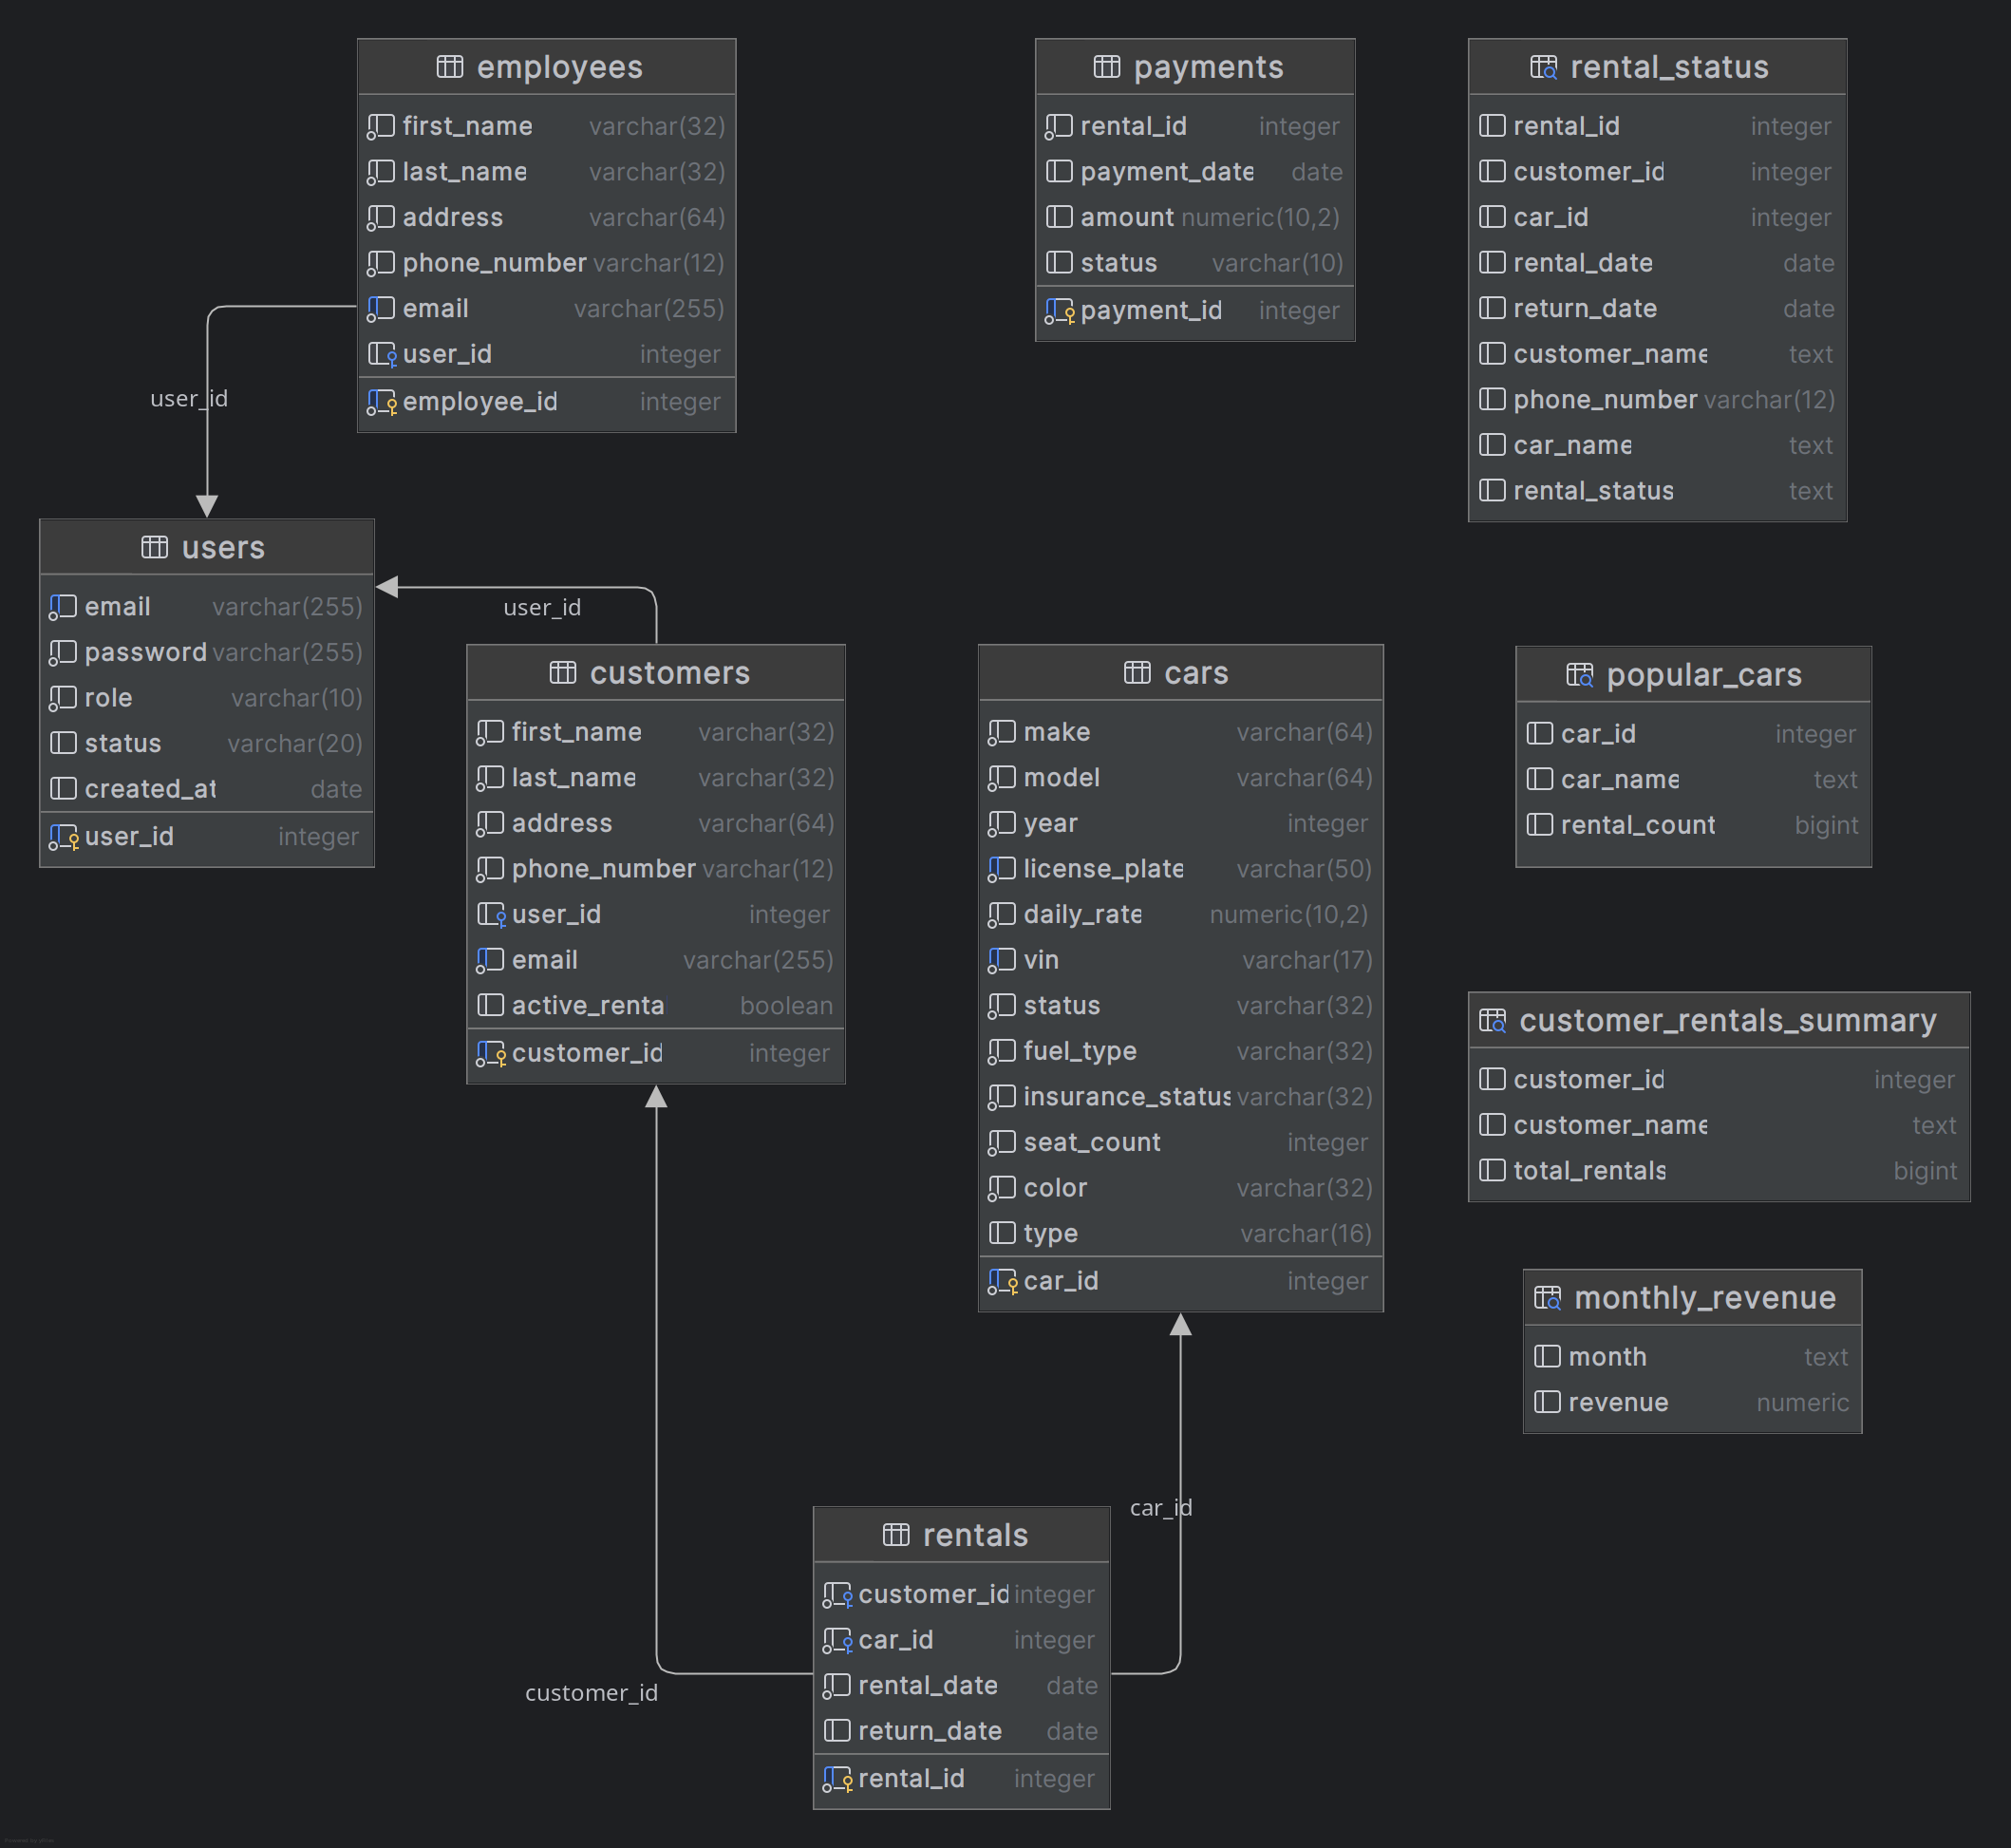 employees
first_name varchar(32)
last_name varchar(32)
address varchar(64)
phone_number varchar(12)
email varchar(255)
user_id integer
employee_id integer
payments
rental_id integer
payment_date date
amount numeric(10,2)
status varchar(10)
payment_id integer
rental_status
rental_id integer
customer_id integer
car_id integer
rental_date date
return_date date
customer_name text
phone_number varchar(12)
car_name text
rental_status text
user_id
users
email varchar(255)
password varchar(255)
role varchar(10)
status varchar(20)
created_at date
user_id integer
user_id
customers
first_name varchar(32)
last_name varchar(32)
address varchar(64)
phone_number varchar(12)
user_id integer
email varchar(255)
active_renta boolean
customer_id integer
cars
make varchar(64)
model varchar(64)
year integer
license_plate varchar(50)
daily_rate numeric(10,2)
vin varchar(17)
status varchar(32)
fuel_type varchar(32)
insurance_status varchar(32)
seat_count integer
color varchar(32)
type varchar(16)
car_id integer
popular_cars
car_id integer
car_name text
rental_count bigint
customer_rentals_summary
customer_id integer
customer_name text
total_rentals bigint
monthly_revenue
month text
revenue numeric
car_id
rentals
customer_id integer
car_id integer
rental_date date
return_date date
rental_id integer
customer_id
Powered by yFiles